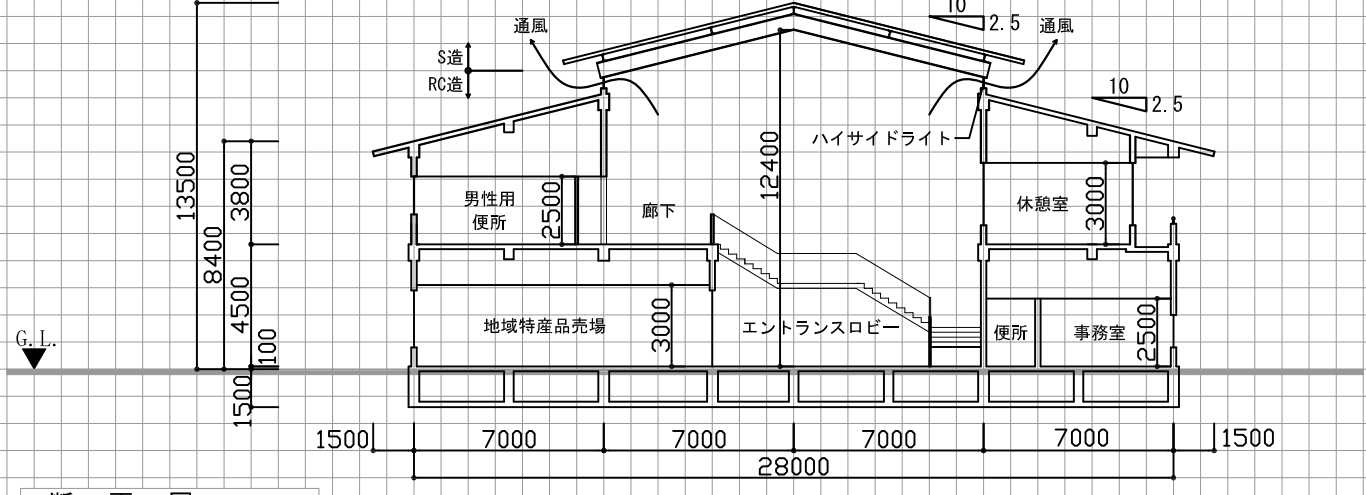 10
2.5
通風
通風
S造
RC造
10
2.5
ハイサイドライト
13500
8400
3800
4500
100
1500
12400
男性用
便所
2500
廊下
休憩室
3000
地域特産品売場
3000
エントランスロビー
便所
事務室
2500
G.L.
1500
7000
7000
7000
7000
1500
28000